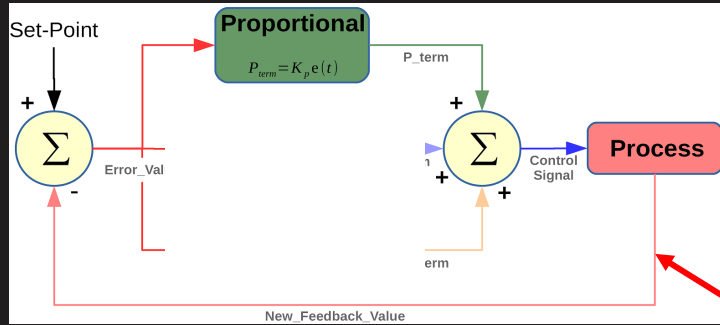 Set-Point
Proportional
P_term = K_p e(t)
P_term
+
+
Σ
Σ
Process
Error_Val
+
Control
Signal
-
+
erm
New_Feedback_Value